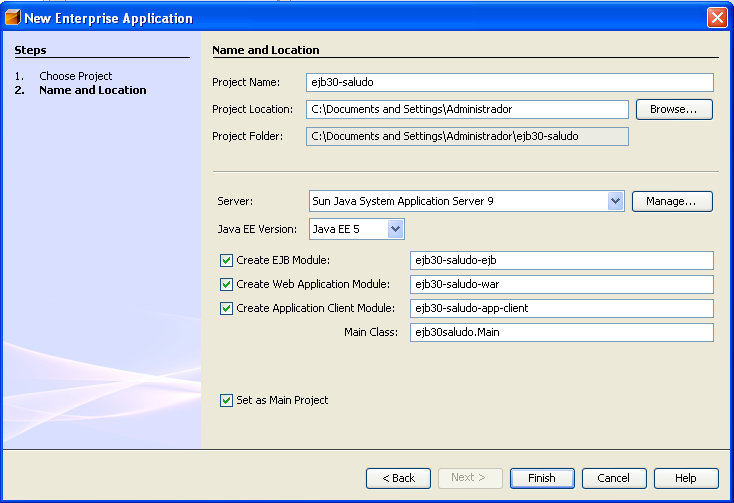 New Enterprise Application
Steps
1. Choose Project
2. Name and Location
Name and Location
Project Name: ejb30-saludo
Project Location: C:\Documents and Settings\Administrador Browse...
Project Folder: C:\Documents and Settings\Administrador\ejb30-saludo
Server: Sun Java System Application Server 9 Manage...
Java EE Version: Java EE 5
Create EJB Module: ejb30-saludo-ejb
Create Web Application Module: ejb30-saludo-war
Create Application Client Module: ejb30-saludo-app-client
Main Class: ejb30saludo.Main
Set as Main Project
< Back Next > Finish Cancel Help